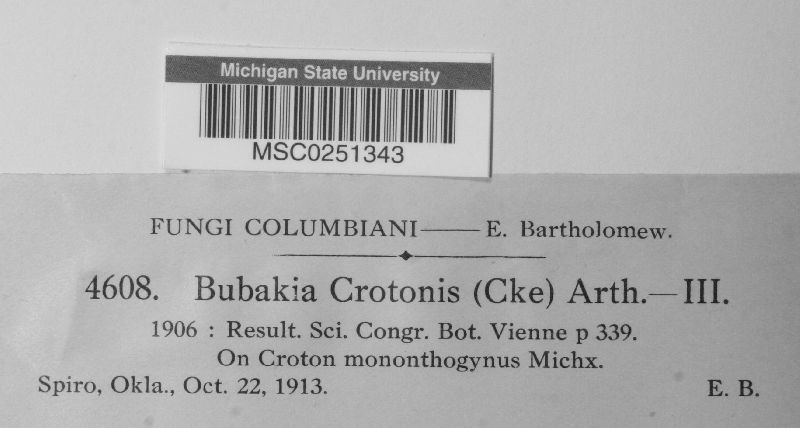 Michigan State University
MSC0251343
FUNGI COLUMBIANI——E. Bartholomew.
4608. Bubakia Crotonis (Cke) Arth.—III.
1906 : Result. Sci. Congr. Bot. Vienne p 339.
On Croton mononthogynus Michx.
Spiro, Okla., Oct. 22, 1913. E. B.